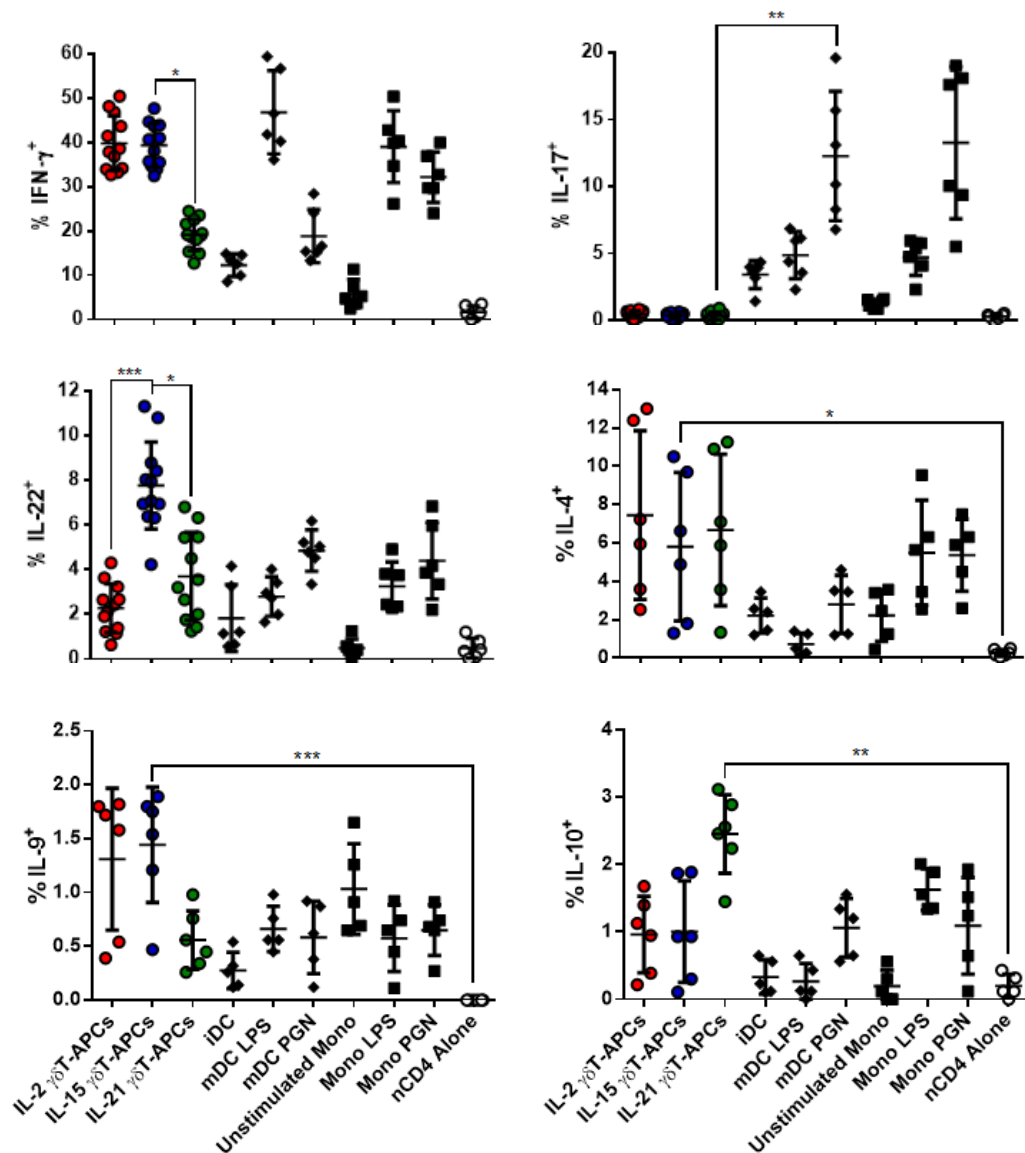 **
60
50
40
30
20
10
0
% IFN-γ⁺
*
20
15
10
5
0
% IL-17⁺
***
*
12
10
8
6
4
2
0
% IL-22⁺
14
12
10
8
6
4
2
0
% IL-4⁺
*
2.5
2.0
1.5
1.0
0.5
0.0
% IL-9⁺
***
4
3
2
1
0
% IL-10⁺
**
IL-2 γδT-APCs
IL-15 γδT-APCs
IL-21 γδT-APCs
iDC
mDC LPS
mDC PGN
Unstimulated Mono
Mono LPS
Mono PGN
nCD4 Alone
IL-2 γδT-APCs
IL-15 γδT-APCs
IL-21 γδT-APCs
iDC
mDC LPS
mDC PGN
Unstimulated Mono
Mono LPS
Mono PGN
nCD4 Alone